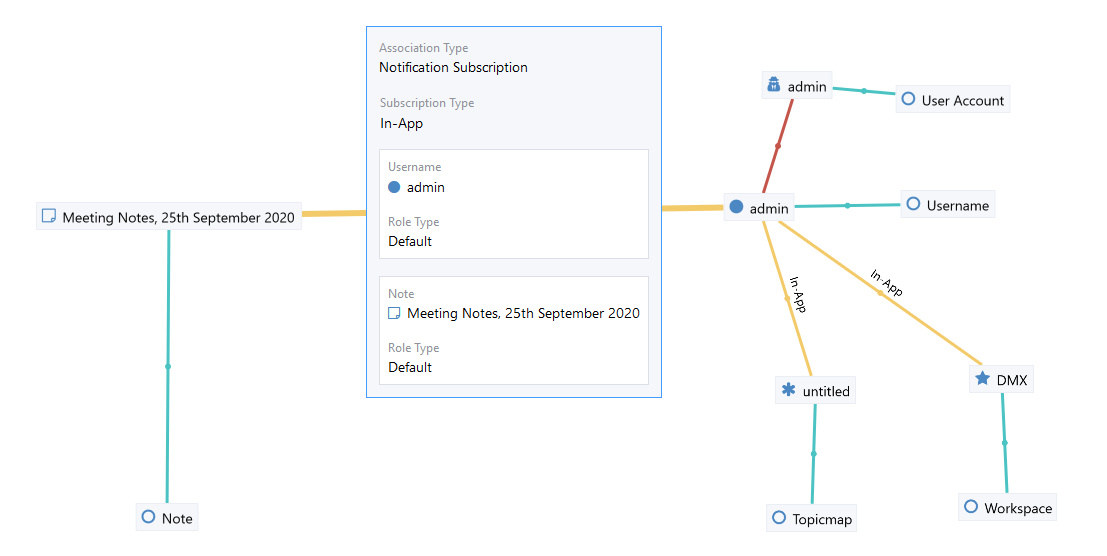 Association Type
Notification Subscription
Subscription Type
In-App
Username
admin
Role Type
Default
Note
Meeting Notes, 25th September 2020
Role Type
Default
Meeting Notes, 25th September 2020
Note
admin
User Account
admin
Username
In-App
In-App
untitled
DMX
Topicmap
Workspace